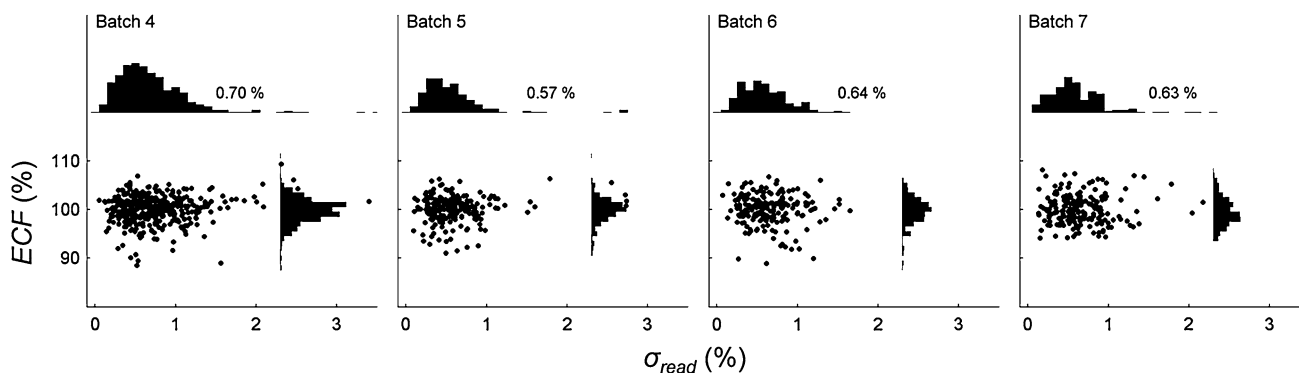 Batch 4
Batch 5
Batch 6
Batch 7
0.70 %
0.57 %
0.64 %
0.63 %
110
100
90
ECF (%)
0 1 2 3
0 1 2 3
0 1 2 3
0 1 2 3
σread (%)